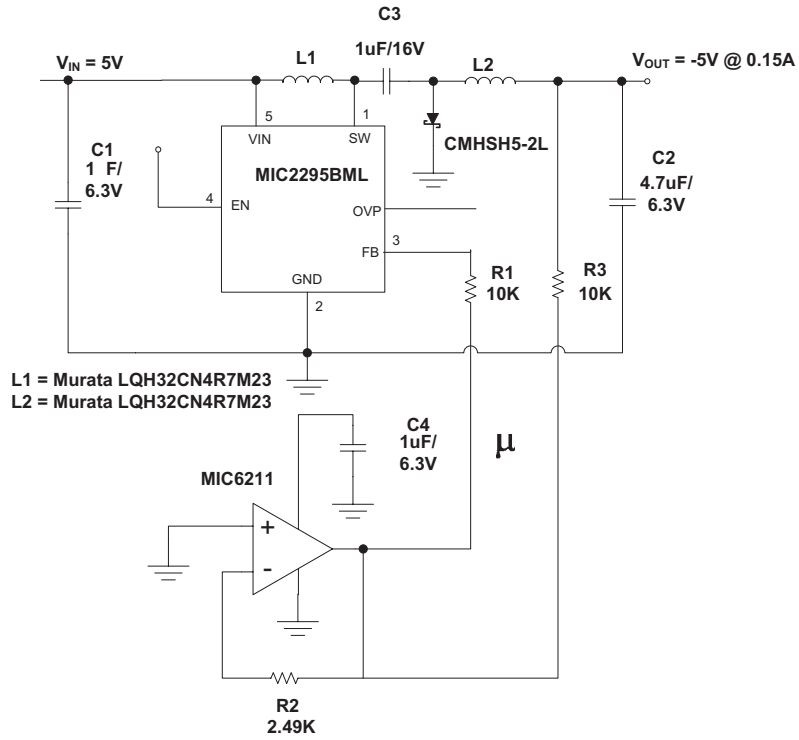 C3
1uF/16V
V_IN = 5V
L1
L2
V_OUT = -5V @ 0.15A
5
1
VIN
SW
CMHSH5-2L
C1
1 F/
6.3V
MIC2295BML
C2
4.7uF/
6.3V
4
EN
OVP
FB
3
R1
10K
R3
10K
GND
2
L1 = Murata LQH32CN4R7M23
L2 = Murata LQH32CN4R7M23
C4
1uF/
6.3V
μ
MIC6211
+
-
R2
2.49K